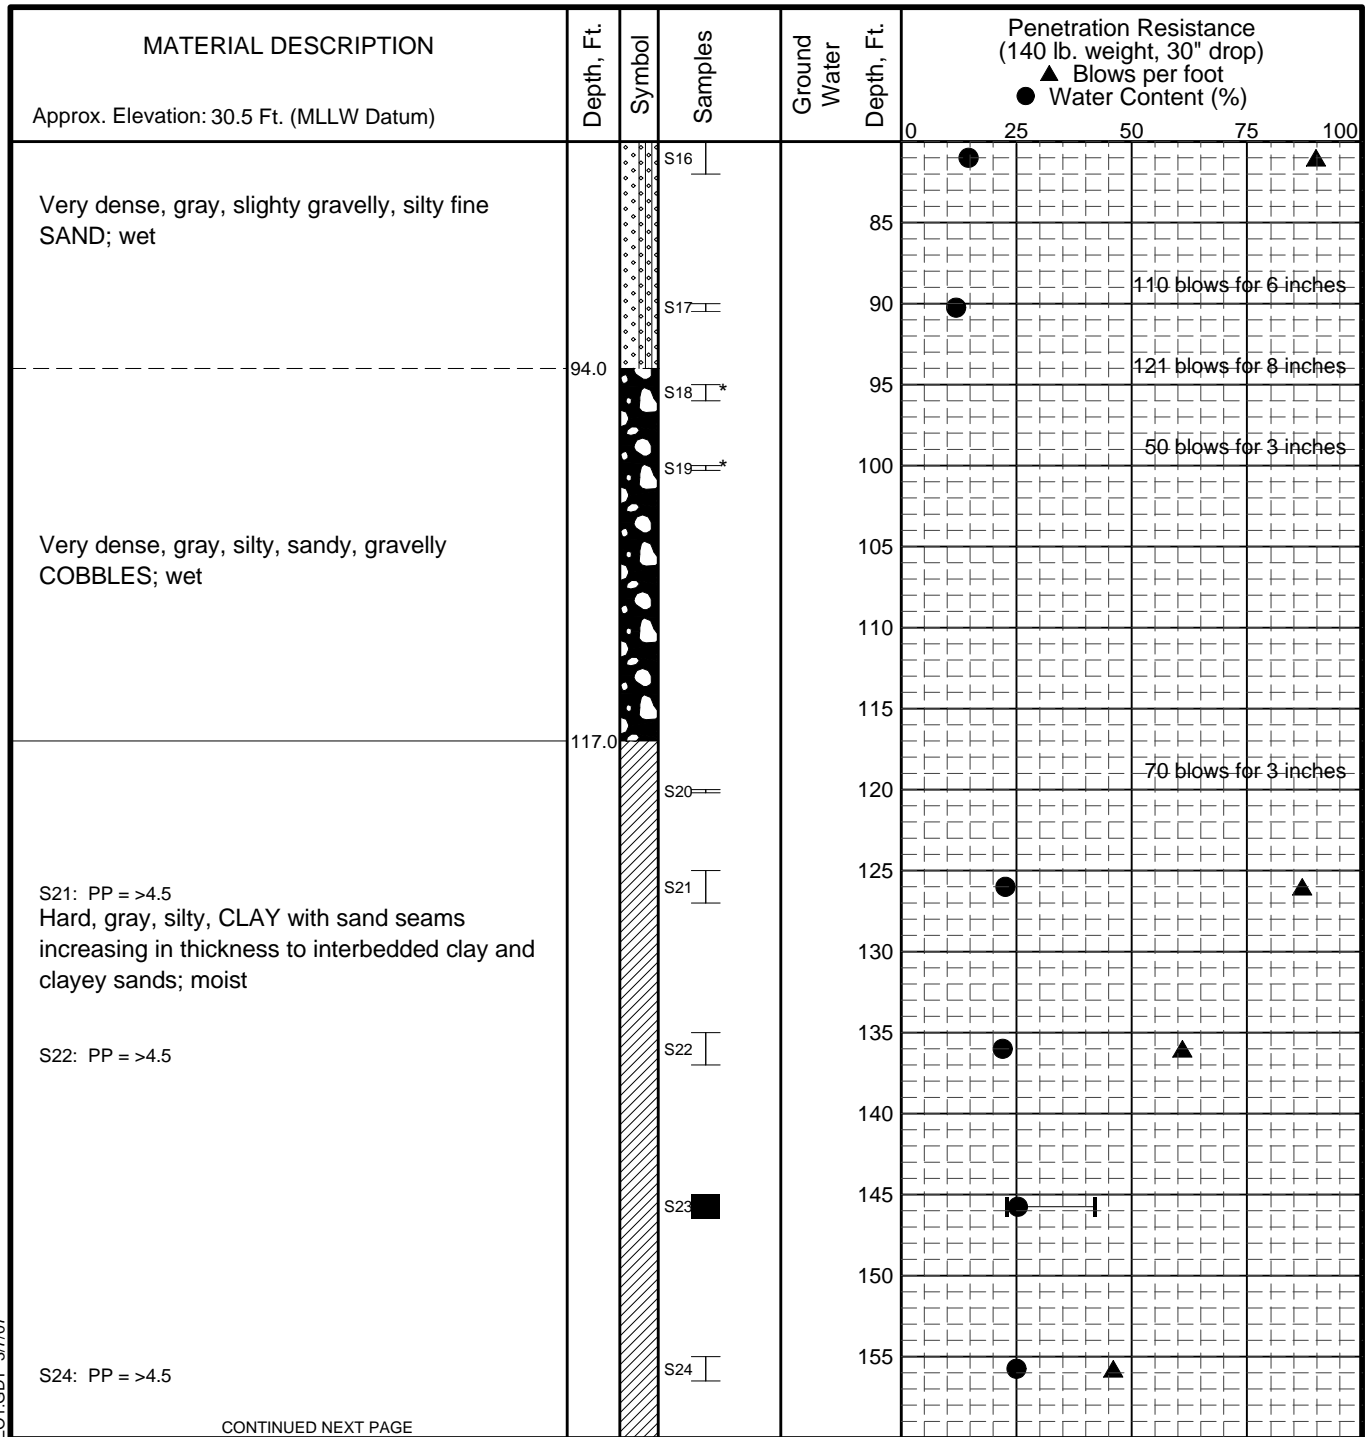 MATERIAL DESCRIPTION
Approx. Elevation: 30.5 Ft. (MLLW Datum)
Depth, Ft.
Symbol
Samples
Ground
Water
Depth, Ft.
Penetration Resistance
(140 lb. weight, 30" drop)
▲ Blows per foot
● Water Content (%)
0 25 50 75 100
S16
Very dense, gray, slighty gravelly, silty fine
SAND; wet
85
110 blows for 6 inches
S17
90
94.0
121 blows for 8 inches
S18 *
95
50 blows for 3 inches
S19 *
100
Very dense, gray, silty, sandy, gravelly
COBBLES; wet
105
110
115
117.0
70 blows for 3 inches
S20
120
S21: PP = >4.5
S21
125
Hard, gray, silty, CLAY with sand seams
increasing in thickness to interbedded clay and
clayey sands; moist
130
135
S22: PP = >4.5
S22
140
145
S23
150
155
S24: PP = >4.5
S24
CONTINUED NEXT PAGE